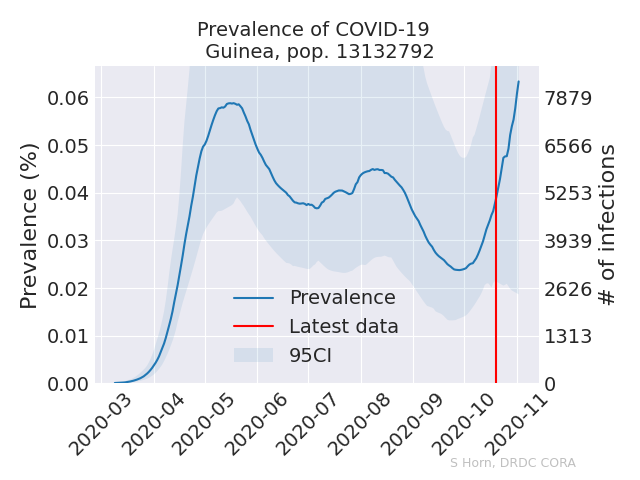 Prevalence of COVID-19
Guinea, pop. 13132792
Prevalence (%)
0.06
0.05
0.04
0.03
0.02
0.01
0.00
7879
6566
5253
3939
2626
1313
0
# of infections
Prevalence
Latest data
95CI
2020-03
2020-04
2020-05
2020-06
2020-07
2020-08
2020-09
2020-10
2020-11
S Horn, DRDC CORA